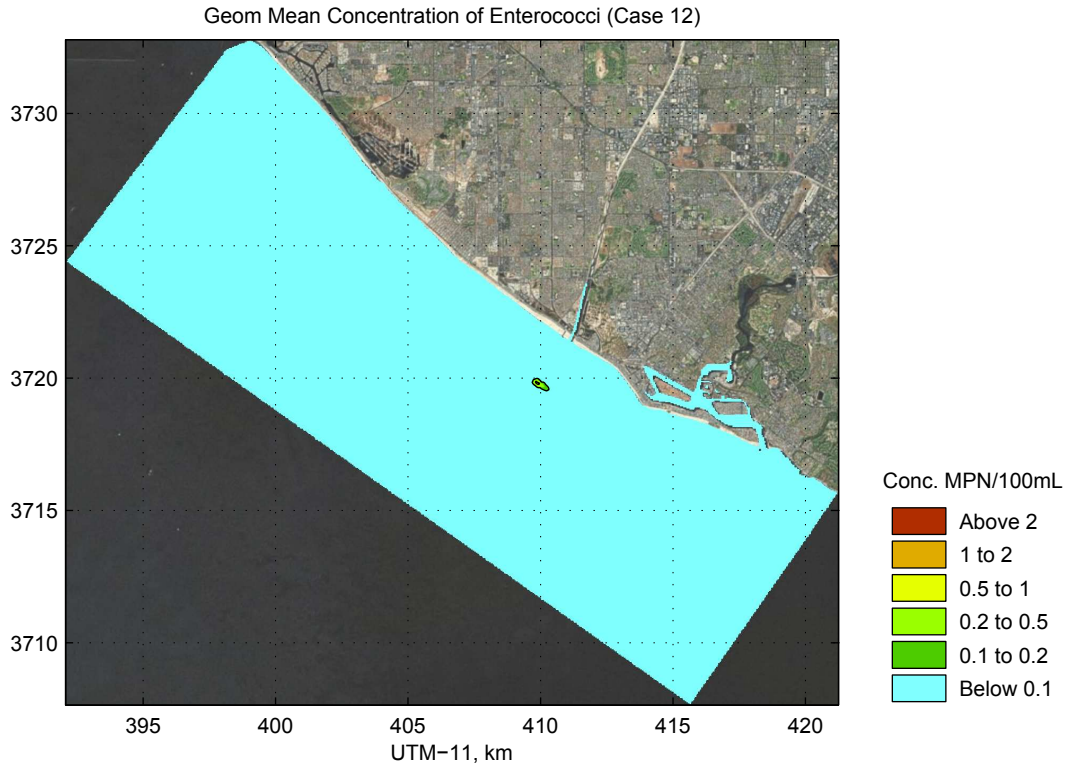 Geom Mean Concentration of Enterococci (Case 12)
3730
3725
3720
3715
3710
395 400 405 410 415 420
UTM−11, km
Conc. MPN/100mL
Above 2
1 to 2
0.5 to 1
0.2 to 0.5
0.1 to 0.2
Below 0.1